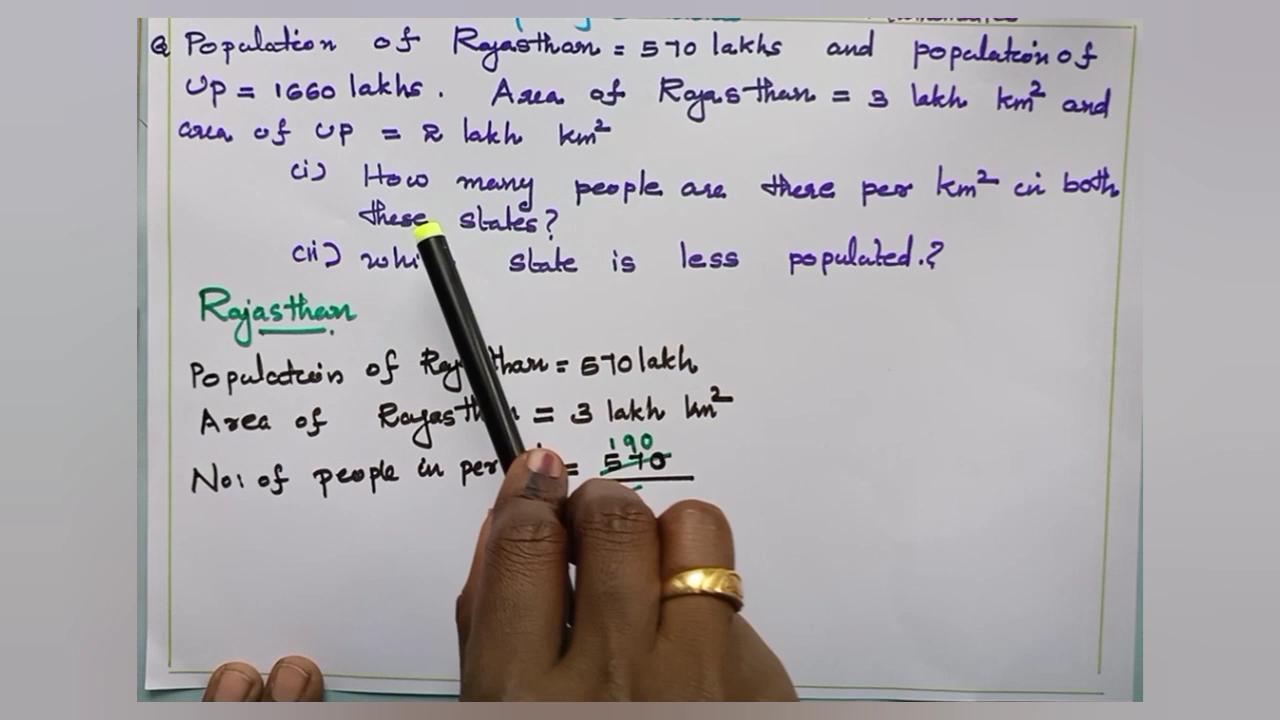 Q Population of Rajasthan = 570 lakhs and population of
UP = 1660 lakhs. Area of Rajasthan = 3 lakh km² and
area of UP = 2 lakh km²
(i) How many people are there per km² in both
these states?
(ii) state is less populated.?
Rajasthan
Population of = 570 lakh
Area of = 3 lakh km²
190
No: of people in per = 570